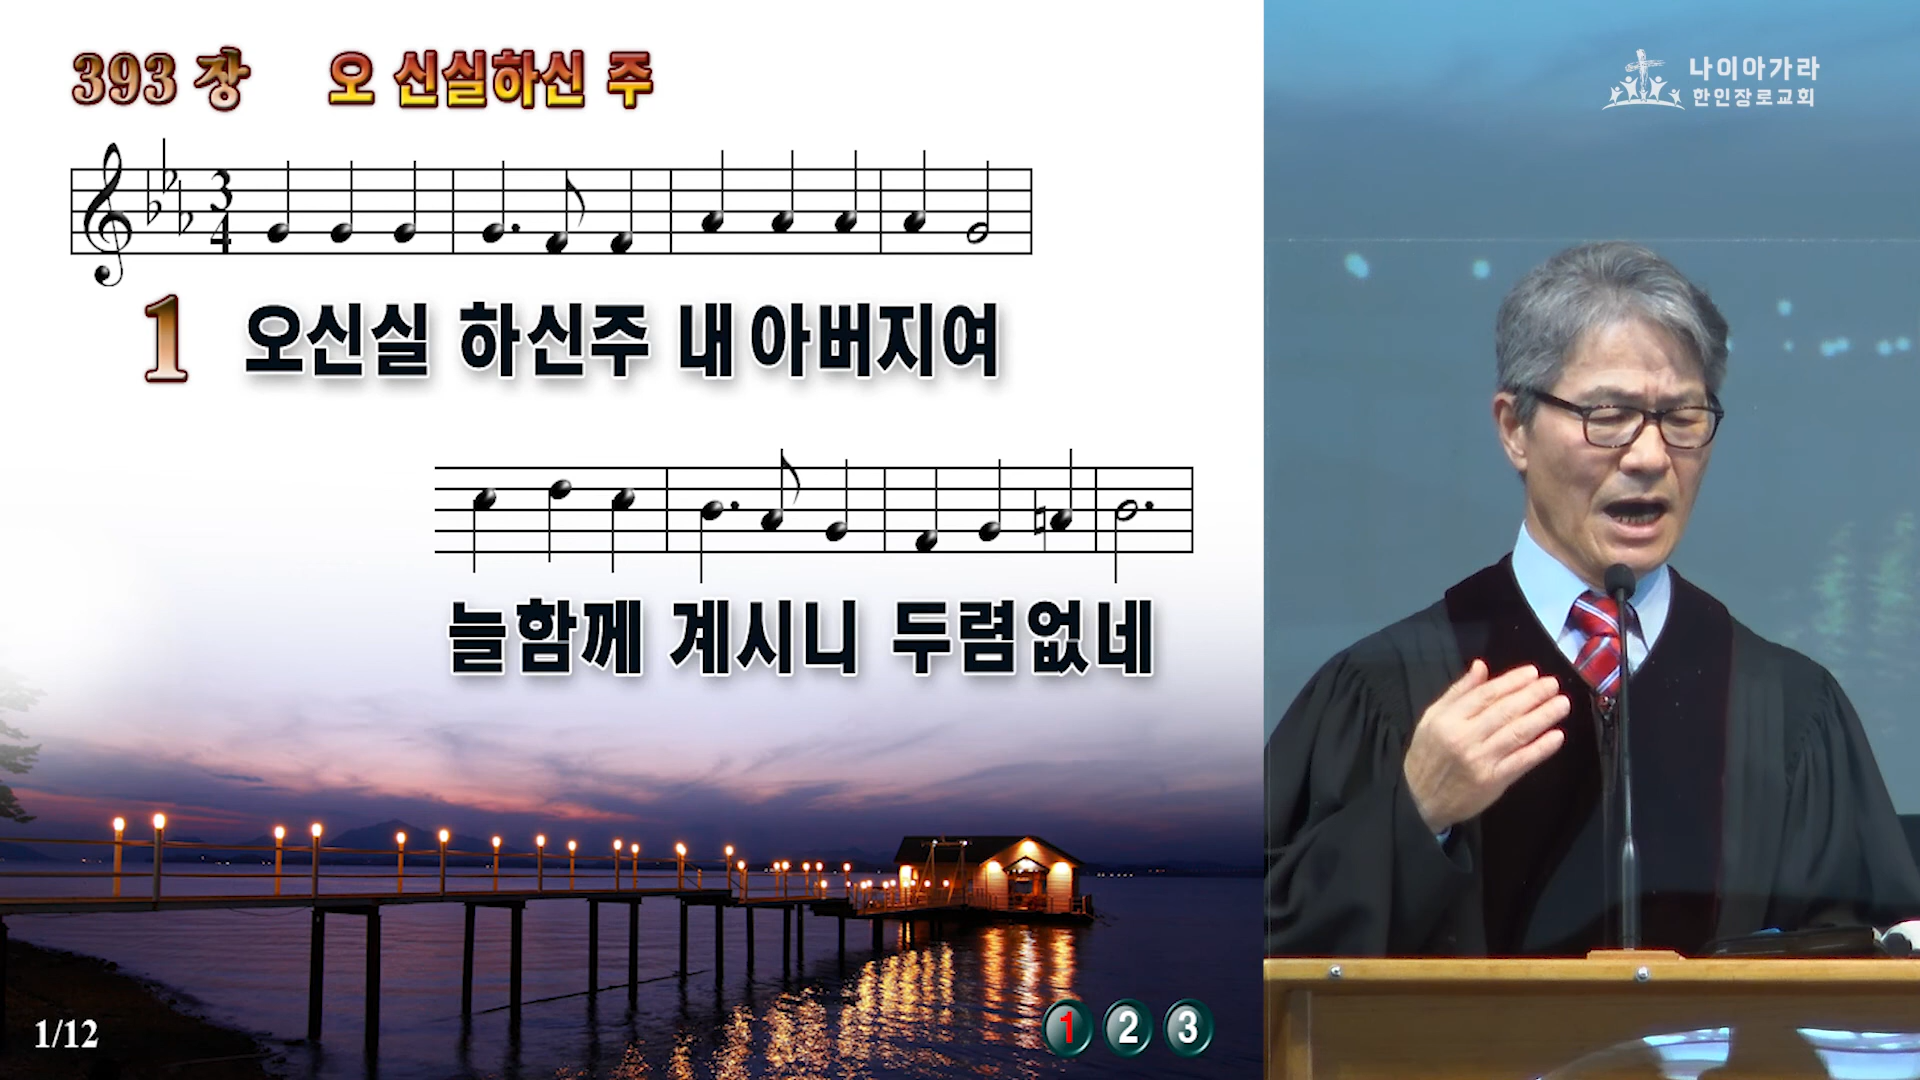 393 장 오 신실하신 주
나이아가라
한인장로교회
3
4
1 오신실 하신주 내 아버지여
늘함께 계시니 두렴없네
1/12
1 2 3